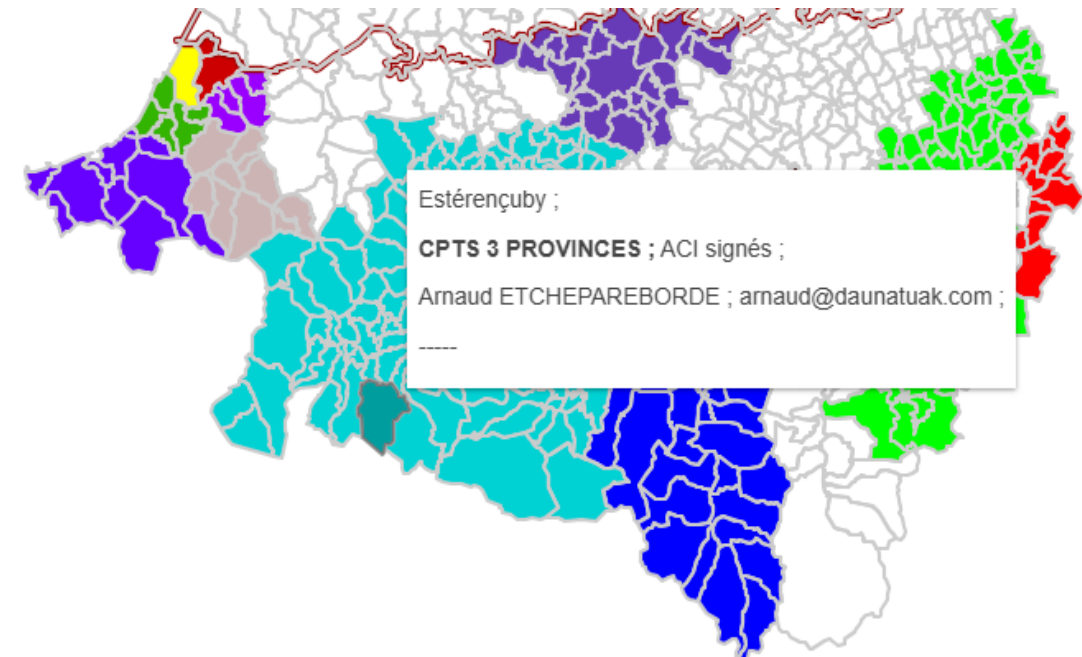 Estérençuby ;
CPTS 3 PROVINCES ; ACI signés ;
Arnaud ETCHEPAREBORDE ; arnaud@daunatuak.com ;
-----